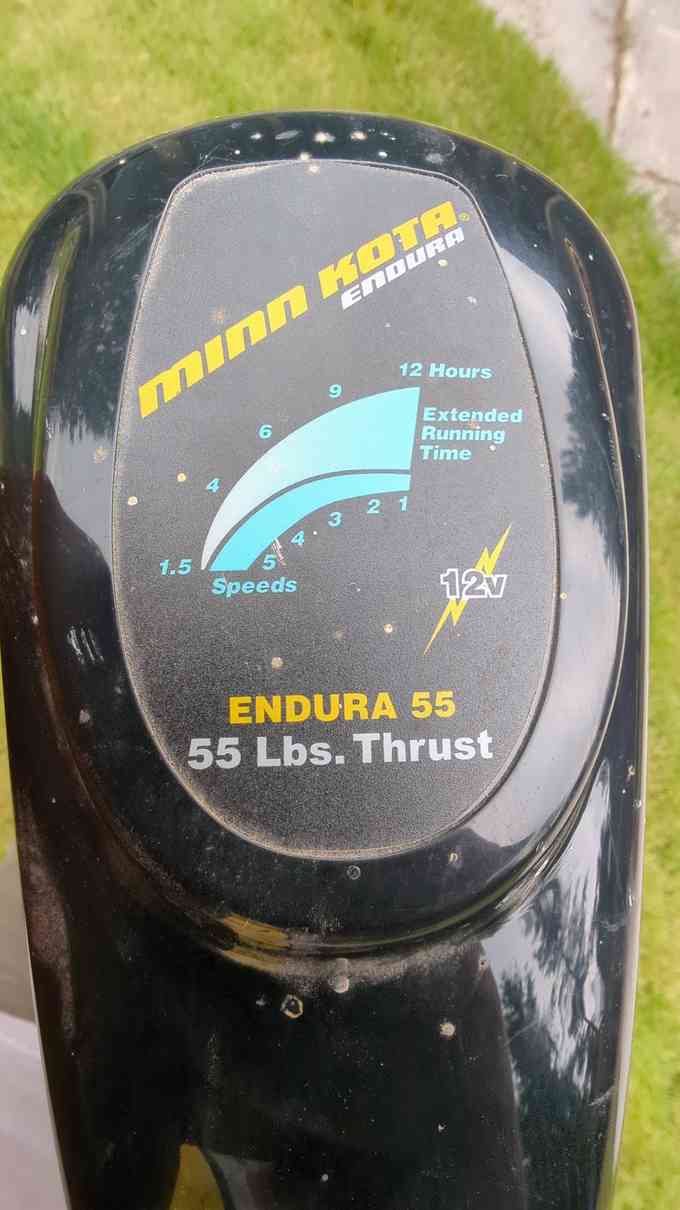 MINN KOTA®
ENDURA
12 Hours
9
6
4
1.5
Extended
Running
Time
1
2
3
4
5
Speeds
12v
ENDURA 55
55 Lbs. Thrust